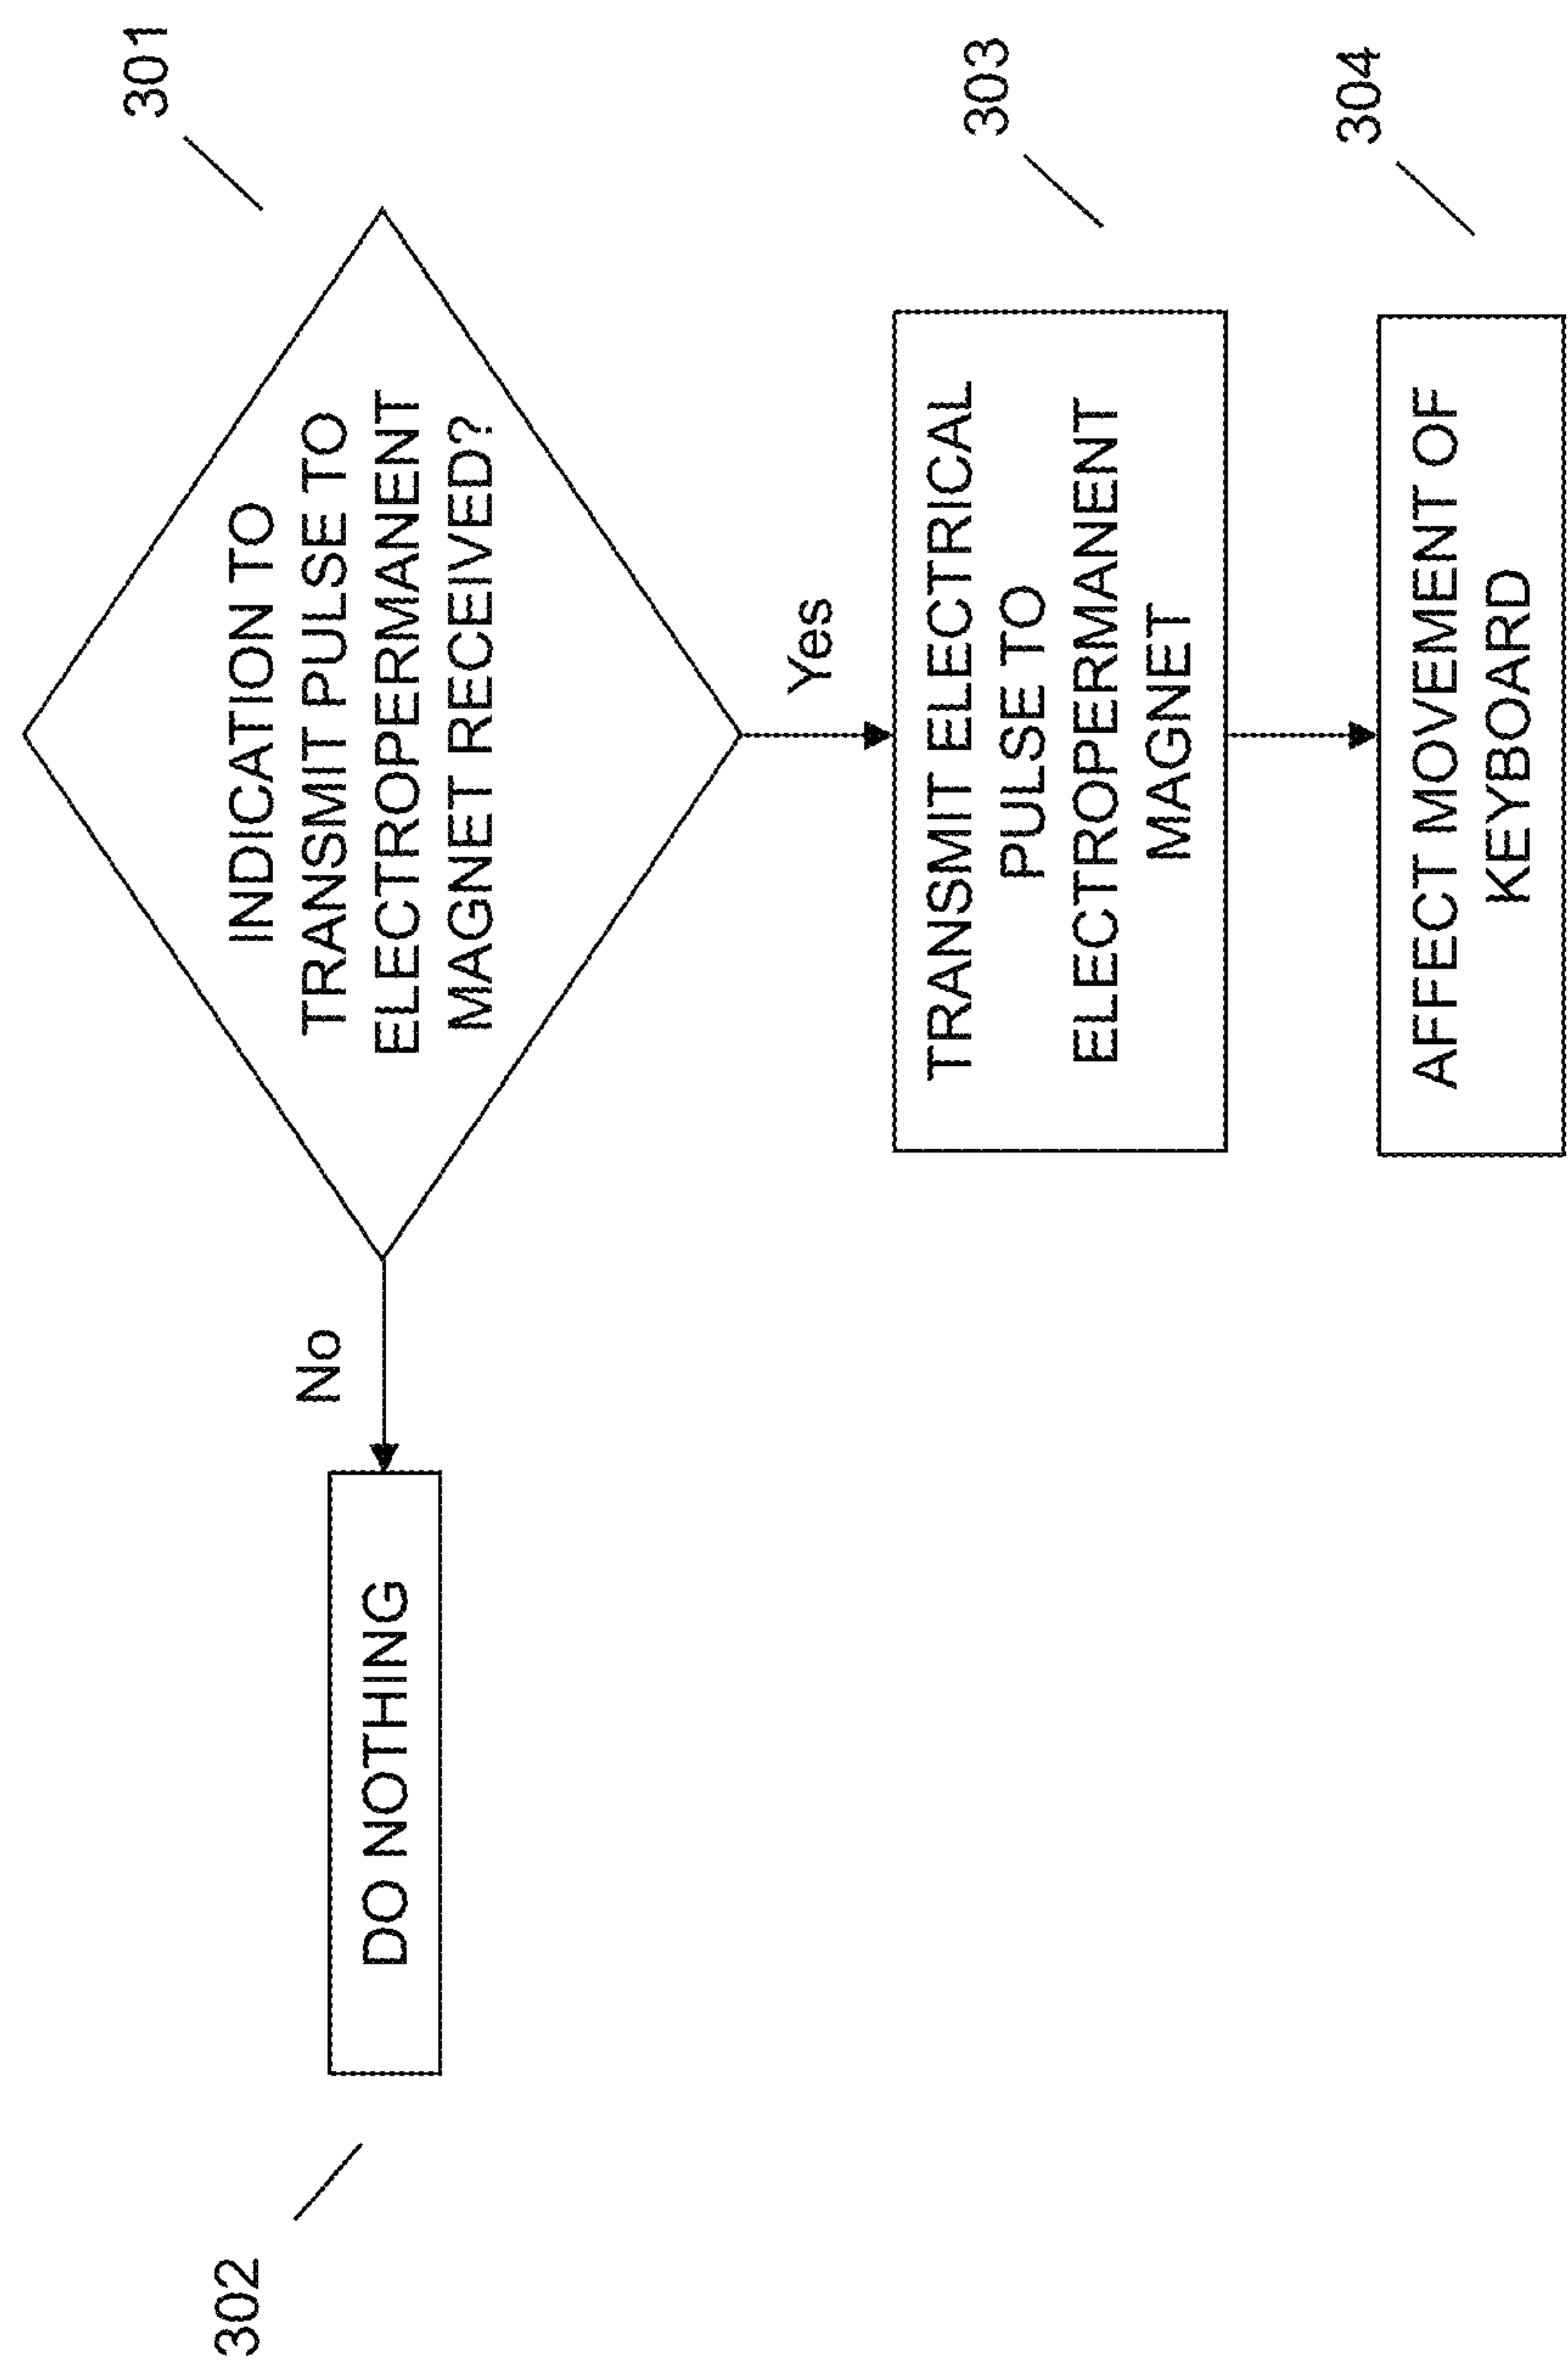 301
INDICATION TO
TRANSMIT PULSE TO
ELECTROPERMANENT
MAGNET RECEIVED?
No
302
DO NOTHING
Yes
303
TRANSMIT ELECTRICAL
PULSE TO
ELECTROPERMANENT
MAGNET
304
AFFECT MOVEMENT OF
KEYBOARD